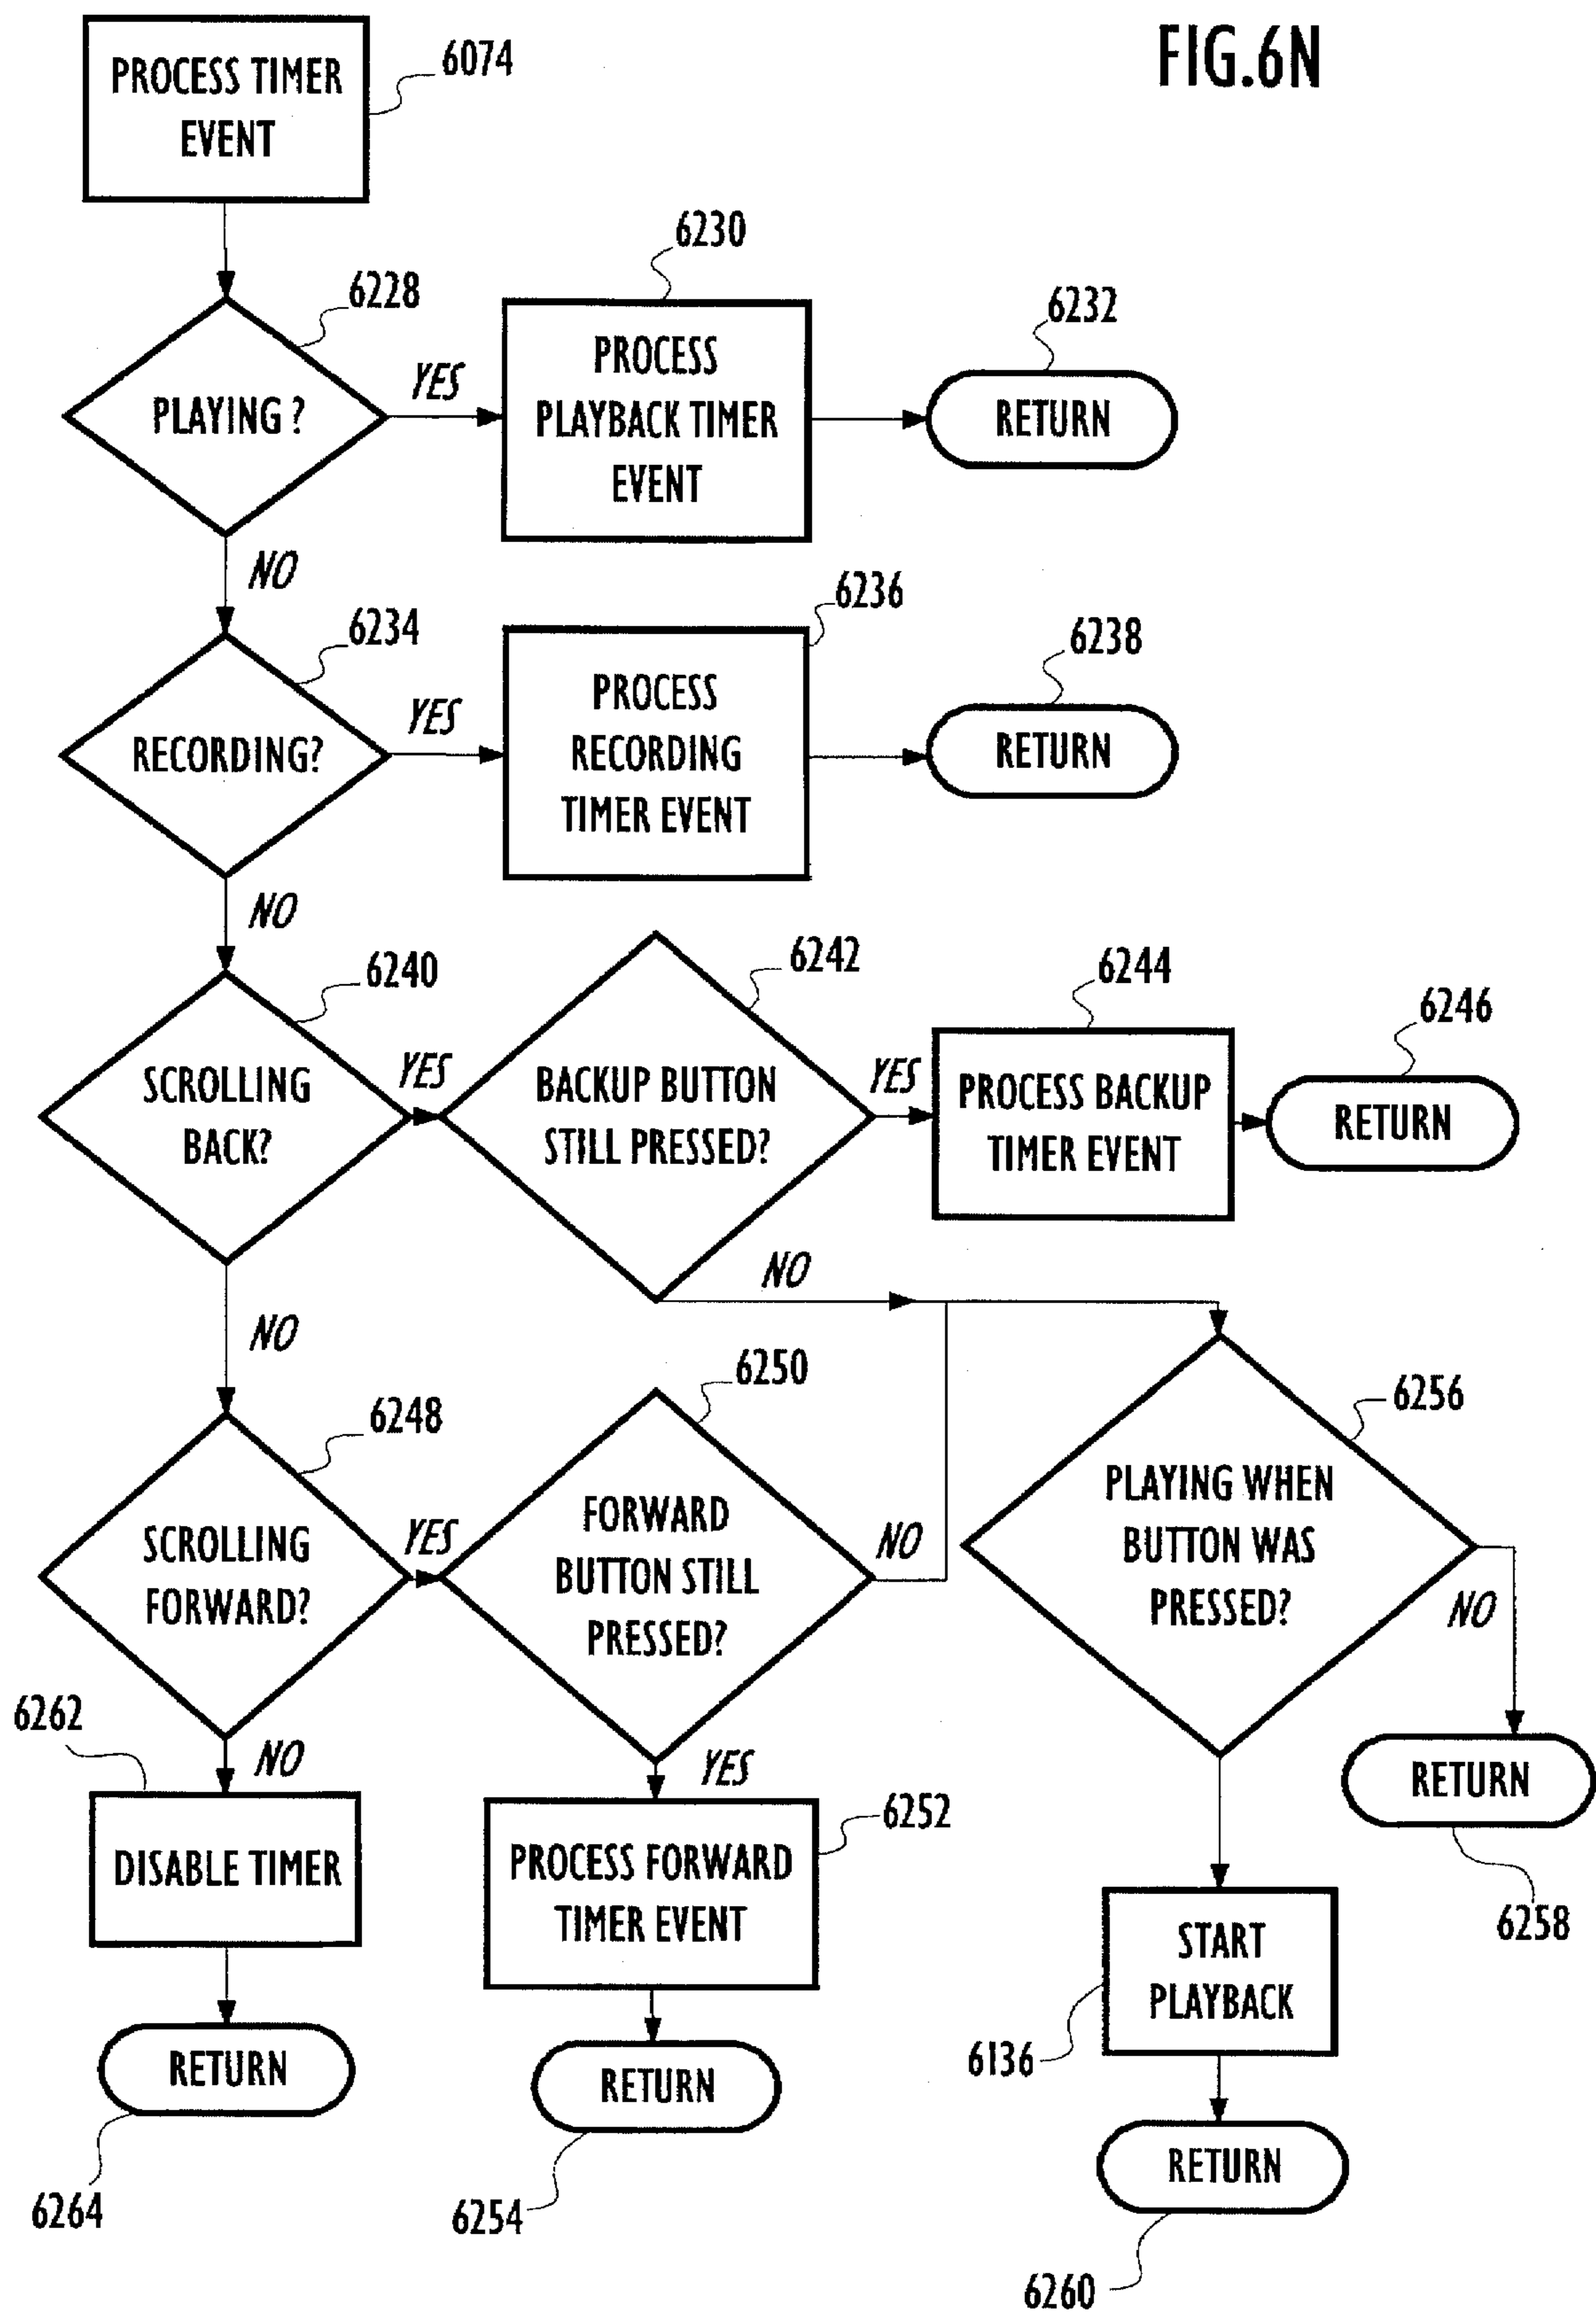 FIG.6N
PROCESS TIMER
EVENT
6074
6228
PLAYING ?
YES
NO
6230
PROCESS
PLAYBACK TIMER
EVENT
6232
RETURN
6234
RECORDING?
YES
NO
6236
PROCESS
RECORDING
TIMER EVENT
6238
RETURN
6240
SCROLLING
BACK?
YES
NO
6242
BACKUP BUTTON
STILL PRESSED?
YES
NO
6244
PROCESS BACKUP
TIMER EVENT
6246
RETURN
6248
SCROLLING
FORWARD?
YES
NO
6250
FORWARD
BUTTON STILL
PRESSED?
NO
YES
6256
PLAYING WHEN
BUTTON WAS
PRESSED?
NO
RETURN
6258
6262
DISABLE TIMER
RETURN
6264
6252
PROCESS FORWARD
TIMER EVENT
RETURN
6254
START
PLAYBACK
6136
RETURN
6260